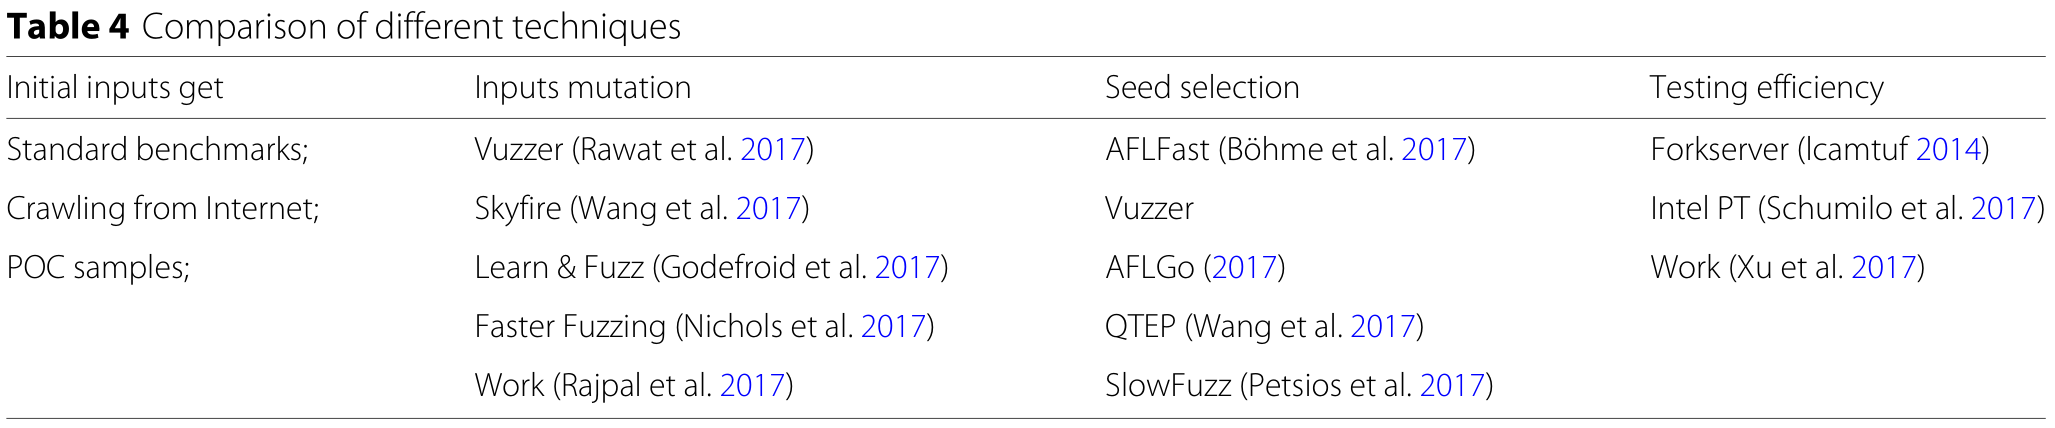 Table 4 Comparison of different techniques
Initial inputs get Inputs mutation Seed selection Testing efficiency
Standard benchmarks; Vuzzer (Rawat et al. 2017) AFLFast (Böhme et al. 2017) Forkserver (lcamtuf 2014)
Crawling from Internet; Skyfire (Wang et al. 2017) Vuzzer Intel PT (Schumilo et al. 2017)
POC samples; Learn & Fuzz (Godefroid et al. 2017) AFLGo (2017) Work (Xu et al. 2017)
Faster Fuzzing (Nichols et al. 2017) QTEP (Wang et al. 2017)
Work (Rajpal et al. 2017) SlowFuzz (Petsios et al. 2017)